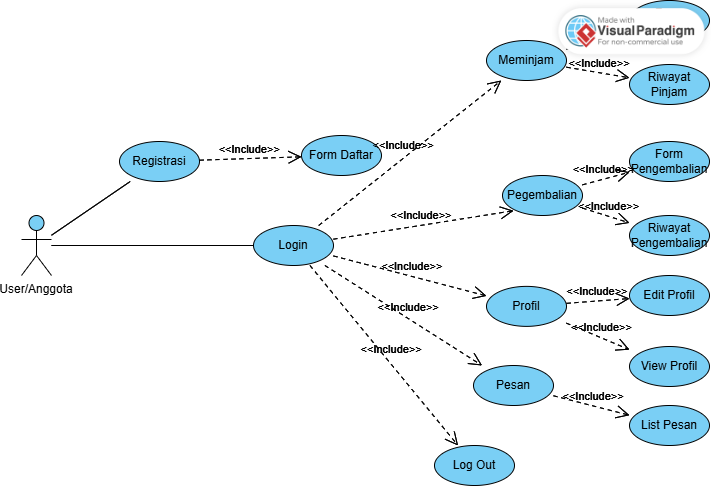 Made with
VisualParadigm
For non-commercial use
Meminjam
<<Include>>
Riwayat
Pinjam
Registrasi
<<Include>>
Form Daftar
<<Include>>
Form
Pengembalian
<<Include>>
Pegembalian
<<Include>>
<<Include>>
Riwayat
Pengembalian
User/Anggota
Login
<<Include>>
Profil
<<Include>>
Edit Profil
<<Include>>
View Profil
<<Include>>
Pesan
<<Include>>
List Pesan
<<Include>>
Log Out